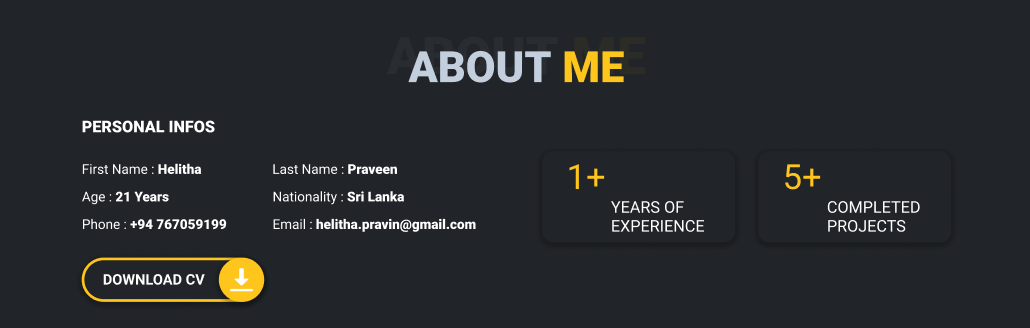 ABOUT ME
PERSONAL INFOS
First Name : Helitha
Last Name : Praveen
Age : 21 Years
Nationality : Sri Lanka
Phone : +94 767059199
Email : helitha.pravin@gmail.com
DOWNLOAD CV
1+
YEARS OF
EXPERIENCE
5+
COMPLETED
PROJECTS